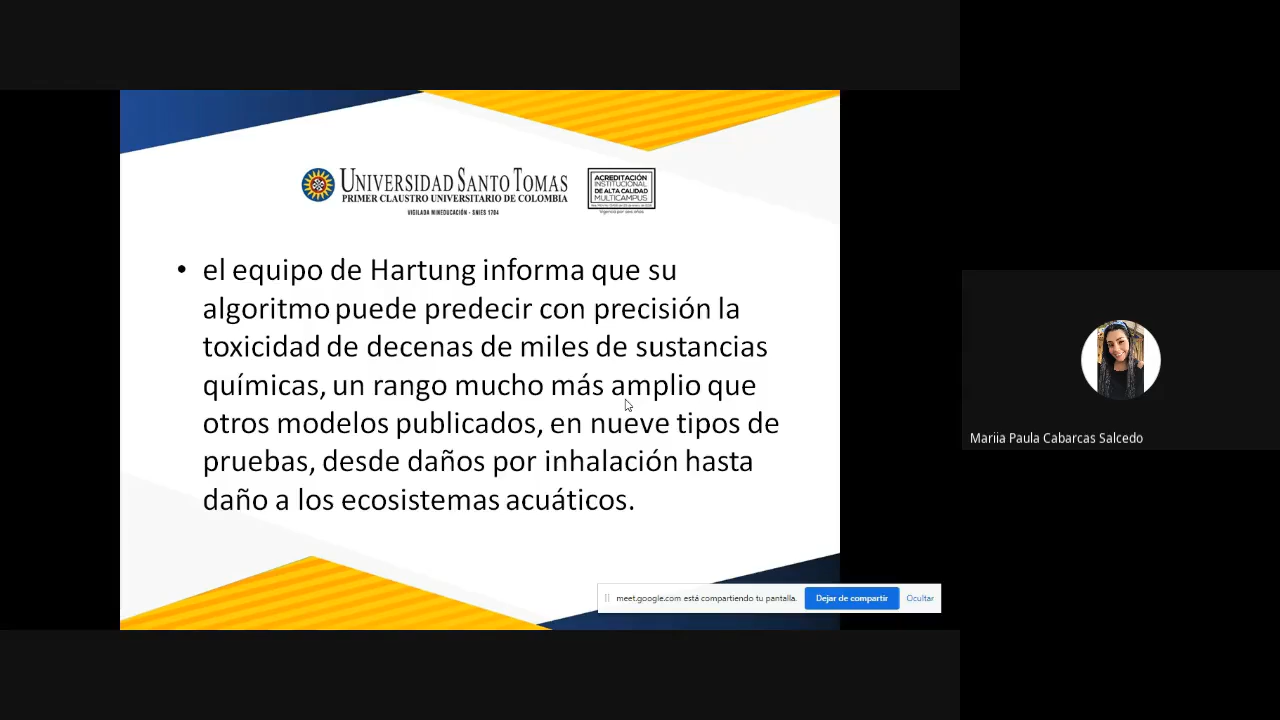 UNIVERSIDAD SANTO TOMAS
PRIMER CLAUSTRO UNIVERSITARIO DE COLOMBIA
VIGILADA MINEDUCACIÓN - SNIES 1704
ACREDITACIÓN
INSTITUCIONAL
DE ALTA CALIDAD
MULTICAMPUS
Vigencia por seis años
• el equipo de Hartung informa que su
algoritmo puede predecir con precisión la
toxicidad de decenas de miles de sustancias
químicas, un rango mucho más amplio que
otros modelos publicados, en nueve tipos de
pruebas, desde daños por inhalación hasta
daño a los ecosistemas acuáticos.
meet.google.com está compartiendo tu pantalla.
Dejar de compartir
Ocultar
Mariia Paula Cabarcas Salcedo